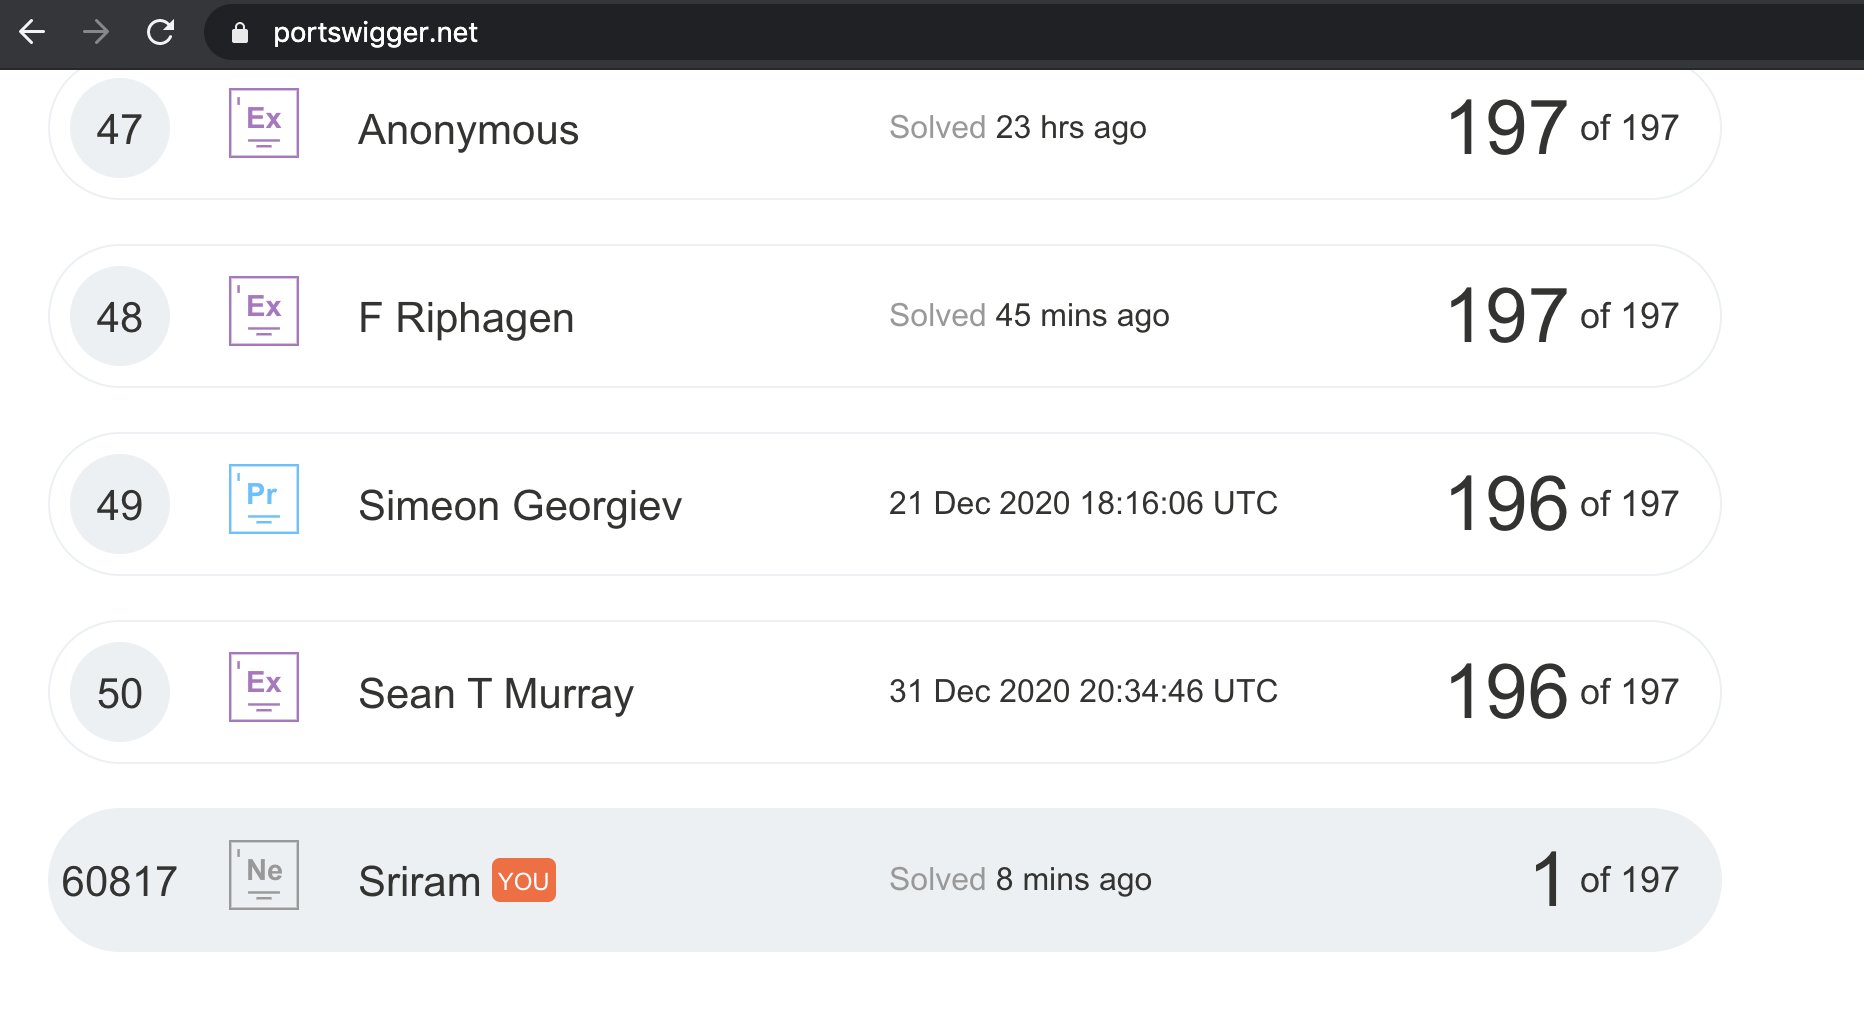 portswigger.net
47 Ex Anonymous Solved 23 hrs ago 197 of 197
48 Ex F Riphagen Solved 45 mins ago 197 of 197
49 Pr Simeon Georgiev 21 Dec 2020 18:16:06 UTC 196 of 197
50 Ex Sean T Murray 31 Dec 2020 20:34:46 UTC 196 of 197
60817 Ne Sriram YOU Solved 8 mins ago 1 of 197